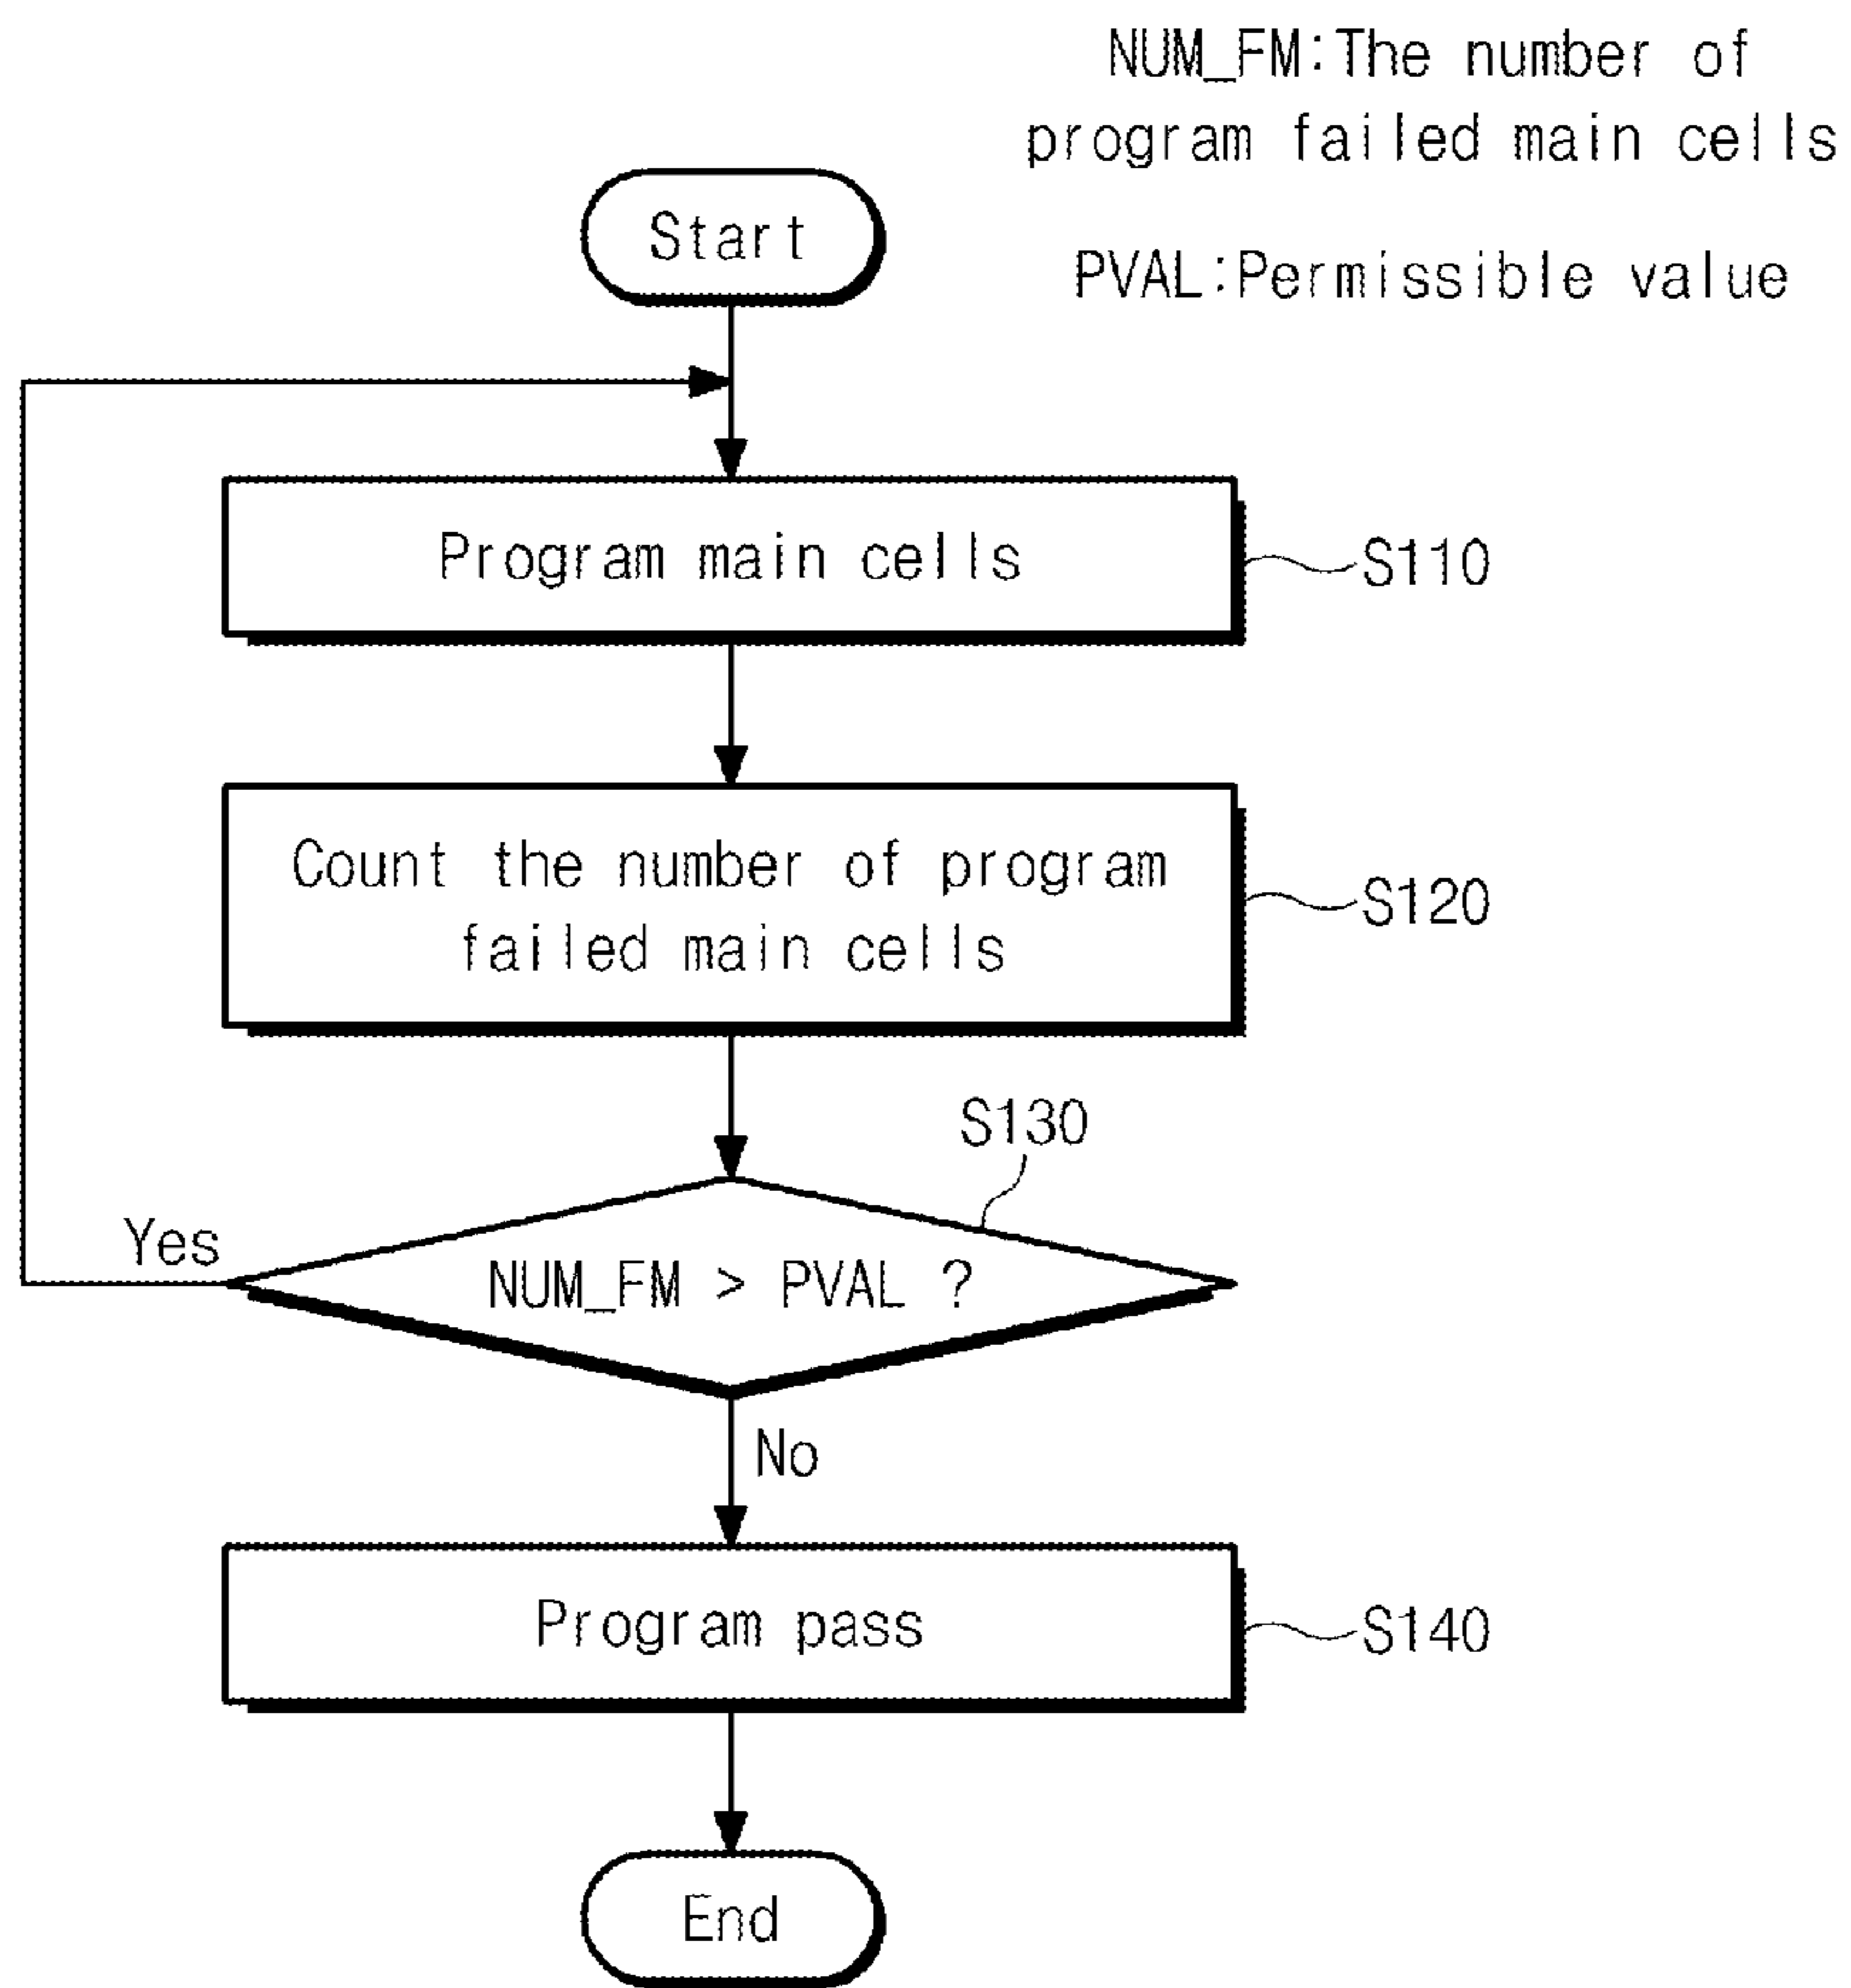 NUM_FM:The number of
program failed main cells
PVAL:Permissible value
Start
Program main cells
S110
Count the number of program
failed main cells
S120
S130
NUM_FM > PVAL ?
Yes
No
Program pass
S140
End